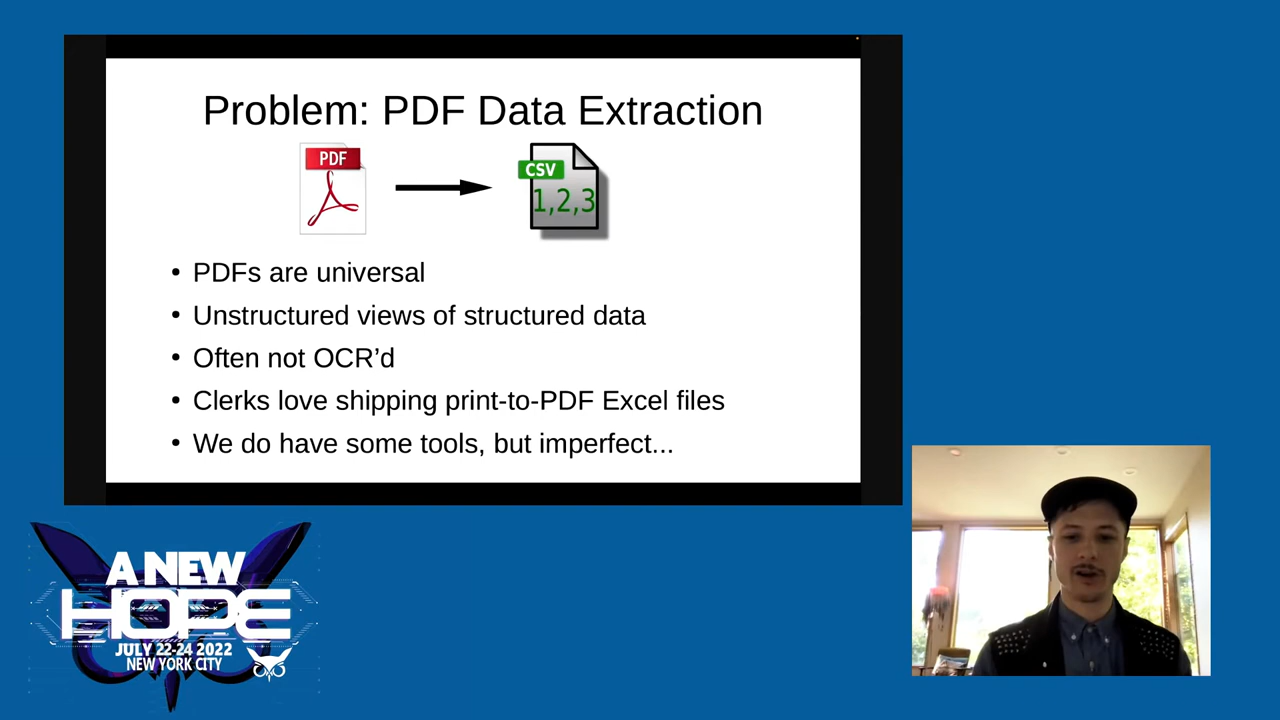 Problem: PDF Data Extraction
PDF
CSV
1,2,3
• PDFs are universal
• Unstructured views of structured data
• Often not OCR’d
• Clerks love shipping print-to-PDF Excel files
• We do have some tools, but imperfect...
A NEW
HOPE
JULY 22-24 2022
NEW YORK CITY